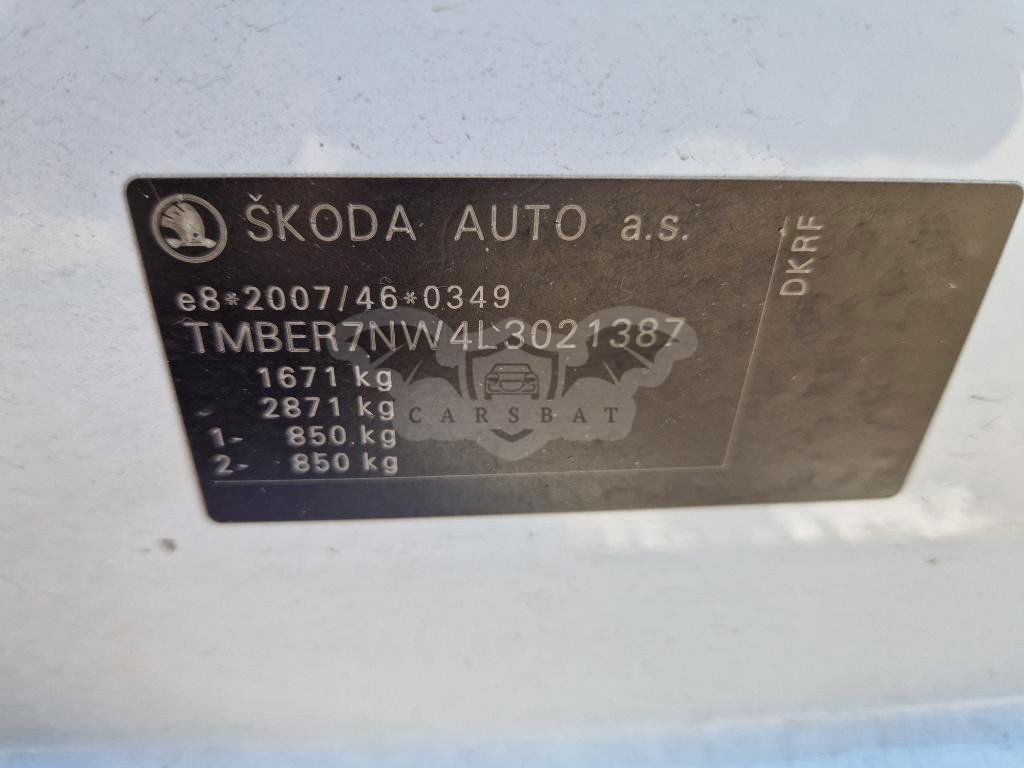 ŠKODA AUTO a.s.
DKRF
e8*2007/46*0349
TMBER7NW4L3021387
1671 kg
2871 kg
1- 850 kg
2- 850 kg
CARSBAT